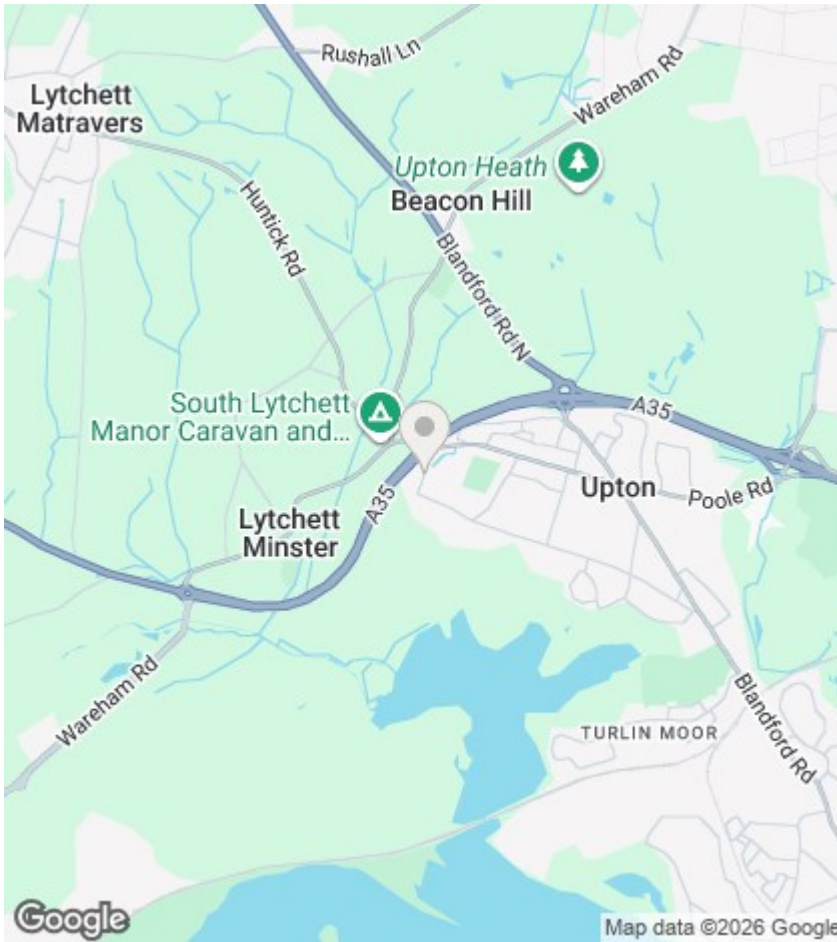 Rushall Ln
Lytchett
Matravers
Wareham Rd
Upton Heath
Beacon Hill
Huntick Rd
Blandford Rd N
South Lytchett
Manor Caravan and...
A35
Upton
Poole Rd
A35
Lytchett
Minster
Wareham Rd
TURLIN MOOR
Blandford Rd
Google
Map data ©2026 Google